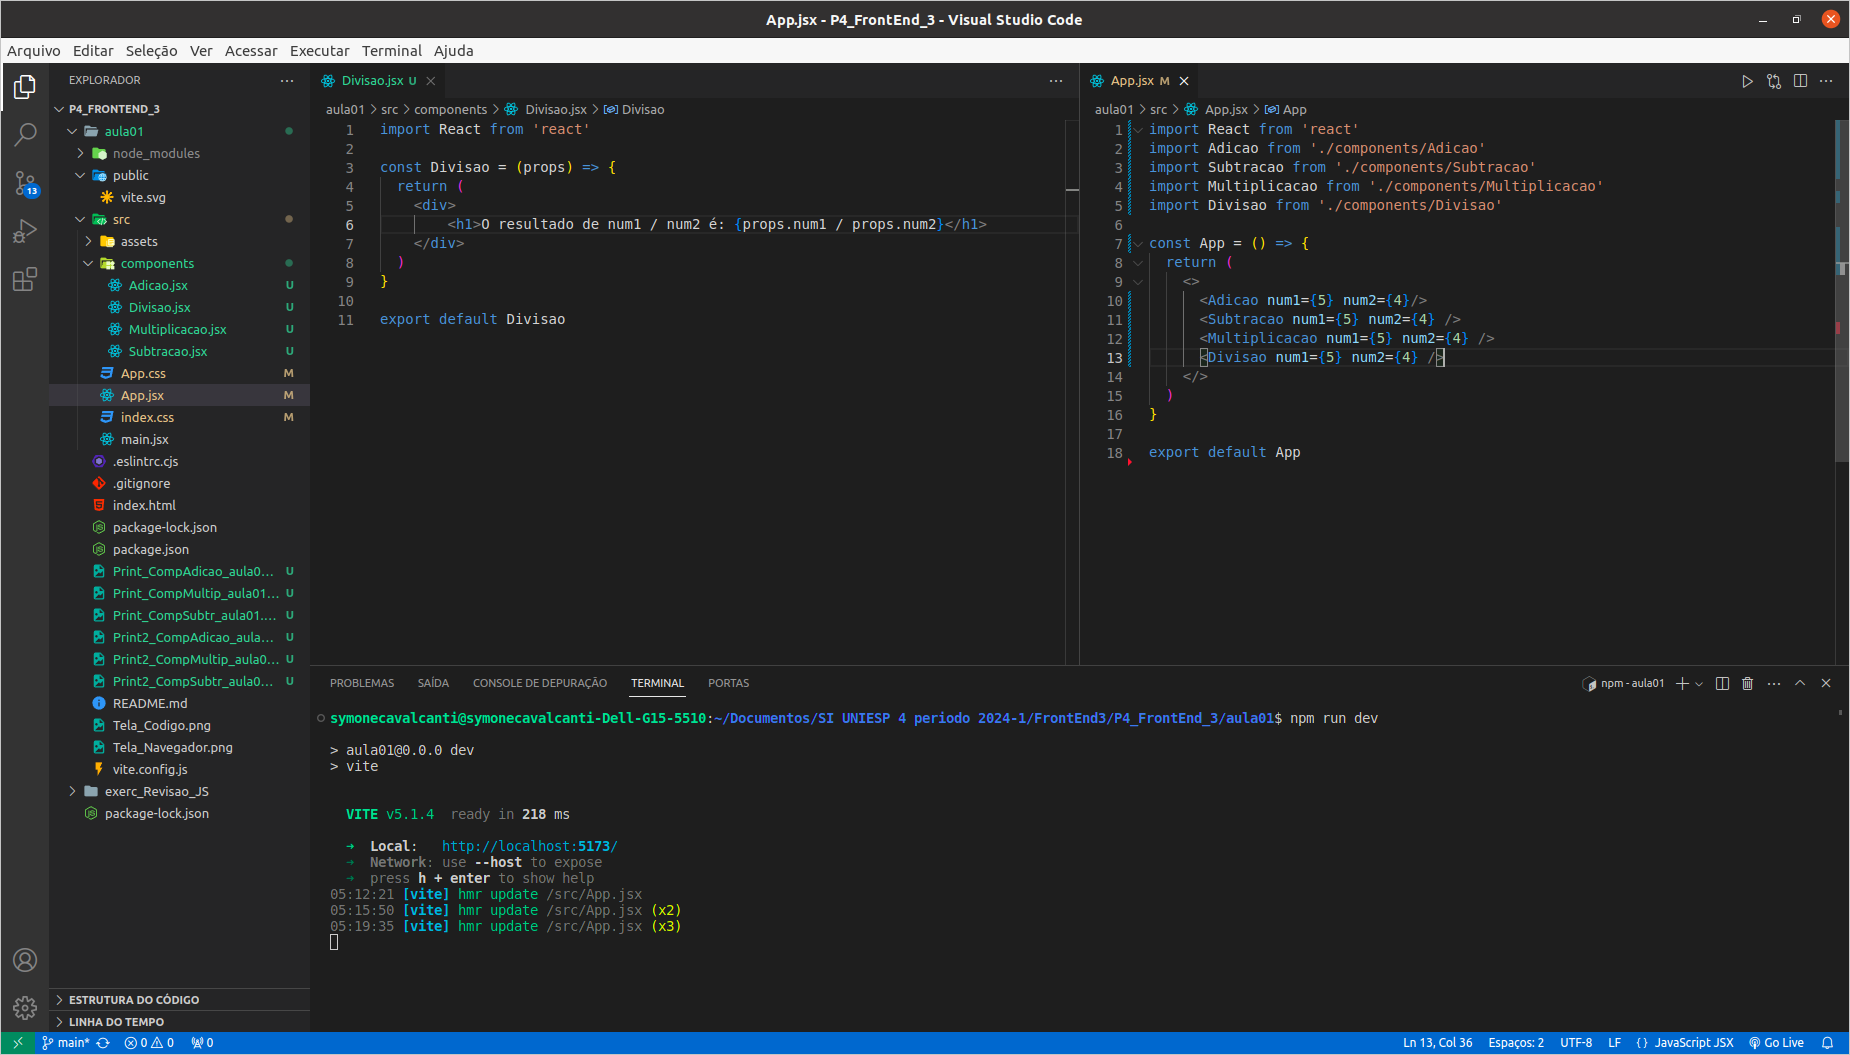 App.jsx - P4_FrontEnd_3 - Visual Studio Code
Arquivo Editar Seleção Ver Acessar Executar Terminal Ajuda
EXPLORADOR
P4_FRONTEND_3
aula01
node_modules
public
vite.svg
src
assets
components
Adicao.jsx U
Divisao.jsx U
Multiplicacao.jsx U
Subtracao.jsx U
App.css M
App.jsx M
index.css M
main.jsx
.eslintrc.cjs
.gitignore
index.html
package-lock.json
package.json
Print_CompAdicao_aula0... U
Print_CompMultip_aula01... U
Print_CompSubtr_aula01.... U
Print2_CompAdicao_aula... U
Print2_CompMultip_aula0... U
Print2_CompSubtr_aula0... U
README.md
Tela_Codigo.png
Tela_Navegador.png
vite.config.js
exerc_Revisao_JS
package-lock.json
ESTRUTURA DO CÓDIGO
LINHA DO TEMPO
13
Divisao.jsx U
aula01 > src > components > Divisao.jsx > Divisao
1 import React from 'react'
2
3 const Divisao = (props) => {
4 return (
5 <div>
6 <h1>O resultado de num1 / num2 é: {props.num1 / props.num2}</h1>
7 </div>
8 )
9 }
10
11 export default Divisao
App.jsx M
aula01 > src > App.jsx > App
1 import React from 'react'
2 import Adicao from './components/Adicao'
3 import Subtracao from './components/Subtracao'
4 import Multiplicacao from './components/Multiplicacao'
5 import Divisao from './components/Divisao'
6
7 const App = () => {
8 return (
9 <>
10 <Adicao num1={5} num2={4}/>
11 <Subtracao num1={5} num2={4} />
12 <Multiplicacao num1={5} num2={4} />
13 <Divisao num1={5} num2={4} />
14 </>
15 )
16 }
17
18 export default App
PROBLEMAS SAÍDA CONSOLE DE DEPURAÇÃO TERMINAL PORTAS
npm - aula01
symonecavalcanti@symonecavalcanti-Dell-G15-5510:~/Documentos/SI UNIESP 4 periodo 2024-1/FrontEnd3/P4_FrontEnd_3/aula01$ npm run dev
> aula01@0.0.0 dev
> vite
VITE v5.1.4 ready in 218 ms
➜ Local: http://localhost:5173/
➜ Network: use --host to expose
➜ press h + enter to show help
05:12:21 [vite] hmr update /src/App.jsx
05:15:50 [vite] hmr update /src/App.jsx (x2)
05:19:35 [vite] hmr update /src/App.jsx (x3)
main* 0 0 0 Ln 13, Col 36 Espaços: 2 UTF-8 LF {} JavaScript JSX Go Live